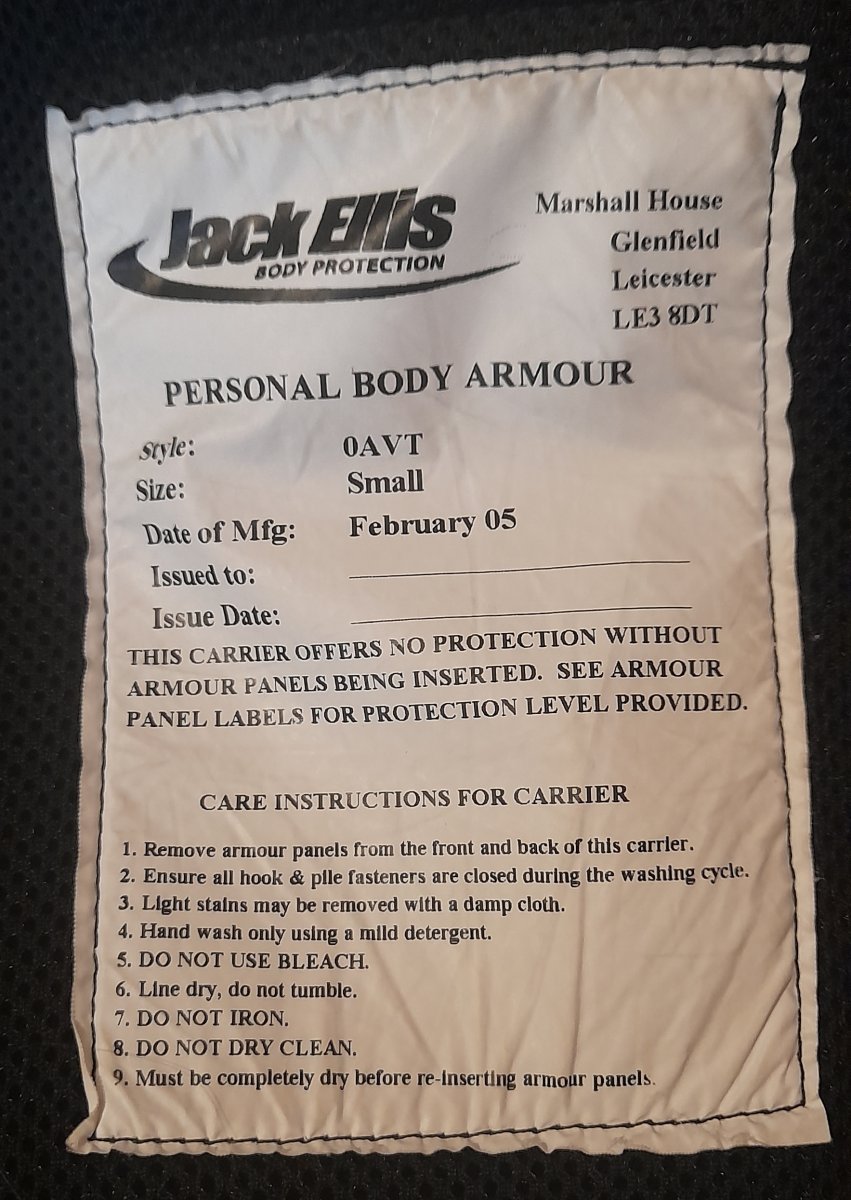 Jack Ellis
BODY PROTECTION
Marshall House
Glenfield
Leicester
LE3 8DT
PERSONAL BODY ARMOUR
Style: 0AVT
Size: Small
Date of Mfg: February 05
Issued to:
Issue Date:
THIS CARRIER OFFERS NO PROTECTION WITHOUT
ARMOUR PANELS BEING INSERTED. SEE ARMOUR
PANEL LABELS FOR PROTECTION LEVEL PROVIDED.
CARE INSTRUCTIONS FOR CARRIER
1. Remove armour panels from the front and back of this carrier.
2. Ensure all hook & pile fasteners are closed during the washing cycle.
3. Light stains may be removed with a damp cloth.
4. Hand wash only using a mild detergent.
5. DO NOT USE BLEACH.
6. Line dry, do not tumble.
7. DO NOT IRON.
8. DO NOT DRY CLEAN.
9. Must be completely dry before re-inserting armour panels.